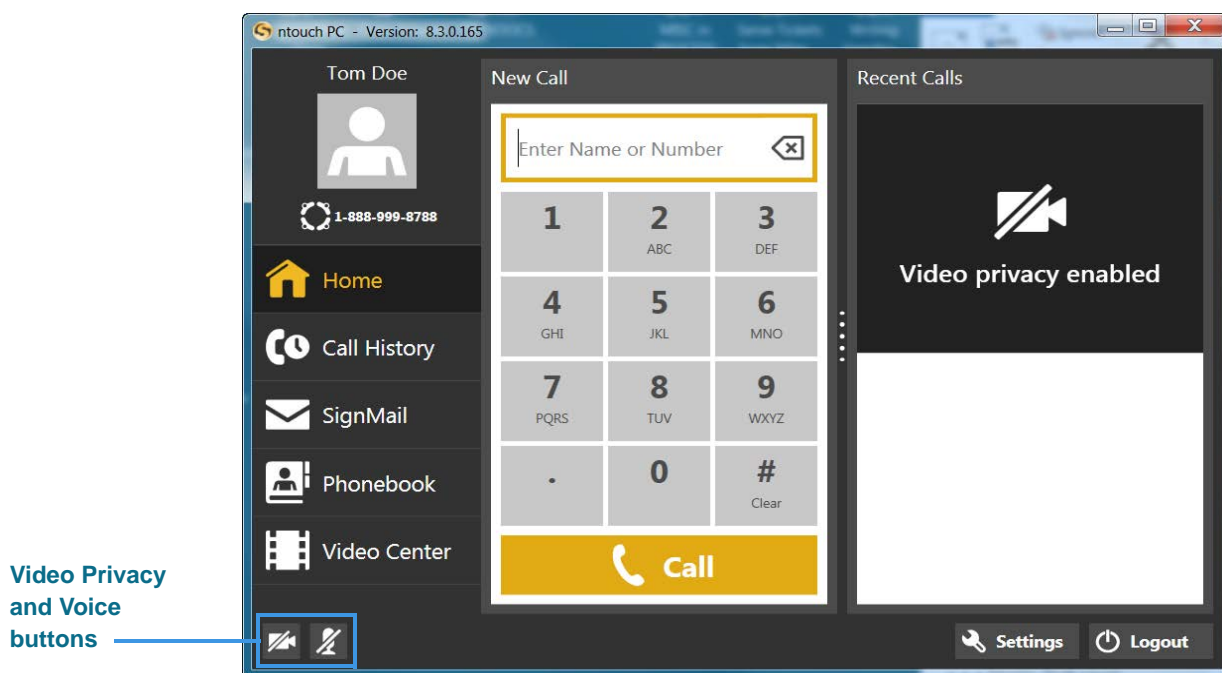 ntouch PC - Version: 8.3.0.165
Tom Doe
1-888-999-8788
Home
Call History
SignMail
Phonebook
Video Center
New Call
Enter Name or Number
1
2
ABC
3
DEF
4
GHI
5
JKL
6
MNO
7
PQRS
8
TUV
9
WXYZ
.
0
#
Clear
Call
Recent Calls
Video privacy enabled
Video Privacy
and Voice
buttons
Settings
Logout